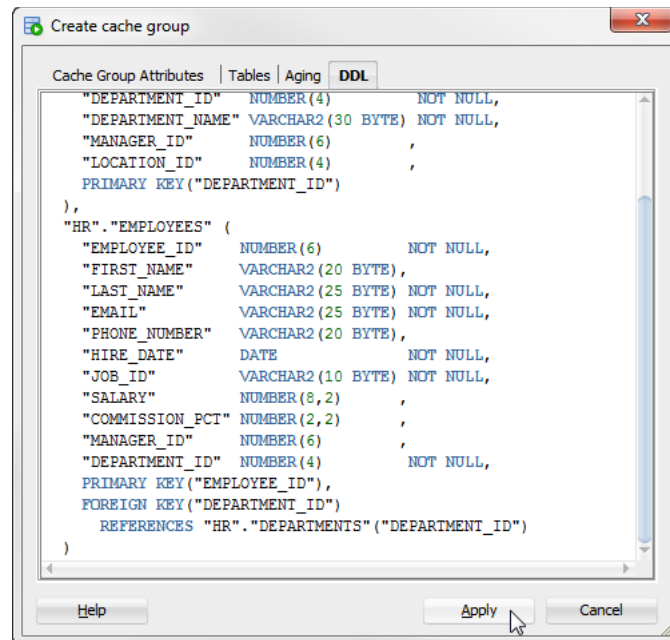 Create cache group
Cache Group Attributes Tables Aging DDL
"DEPARTMENT_ID" NUMBER(4) NOT NULL,
"DEPARTMENT_NAME" VARCHAR2(30 BYTE) NOT NULL,
"MANAGER_ID" NUMBER(6) ,
"LOCATION_ID" NUMBER(4) ,
PRIMARY KEY("DEPARTMENT_ID")
),
"HR"."EMPLOYEES" (
"EMPLOYEE_ID" NUMBER(6) NOT NULL,
"FIRST_NAME" VARCHAR2(20 BYTE),
"LAST_NAME" VARCHAR2(25 BYTE) NOT NULL,
"EMAIL" VARCHAR2(25 BYTE) NOT NULL,
"PHONE_NUMBER" VARCHAR2(20 BYTE),
"HIRE_DATE" DATE NOT NULL,
"JOB_ID" VARCHAR2(10 BYTE) NOT NULL,
"SALARY" NUMBER(8,2) ,
"COMMISSION_PCT" NUMBER(2,2) ,
"MANAGER_ID" NUMBER(6) ,
"DEPARTMENT_ID" NUMBER(4) NOT NULL,
PRIMARY KEY("EMPLOYEE_ID"),
FOREIGN KEY("DEPARTMENT_ID")
REFERENCES "HR"."DEPARTMENTS"("DEPARTMENT_ID")
)
Help Apply Cancel